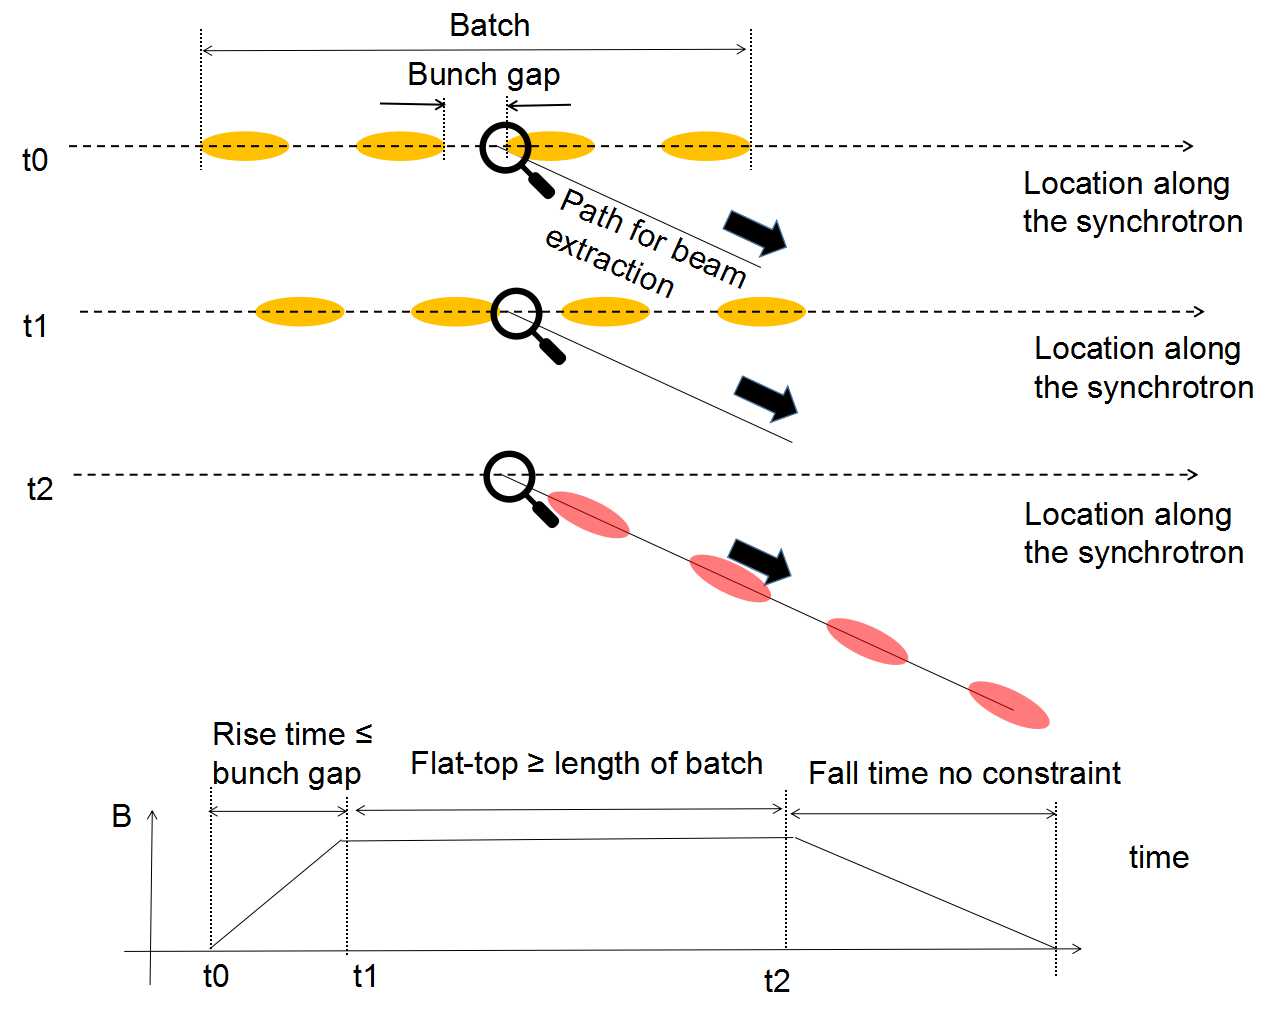 Batch
Bunch gap
t0
Location along
the synchrotron
Path for beam
extraction
t1
Location along
the synchrotron
t2
Location along
the synchrotron
Rise time ≤
bunch gap
Flat-top ≥ length of batch
Fall time no constraint
B
time
t0
t1
t2